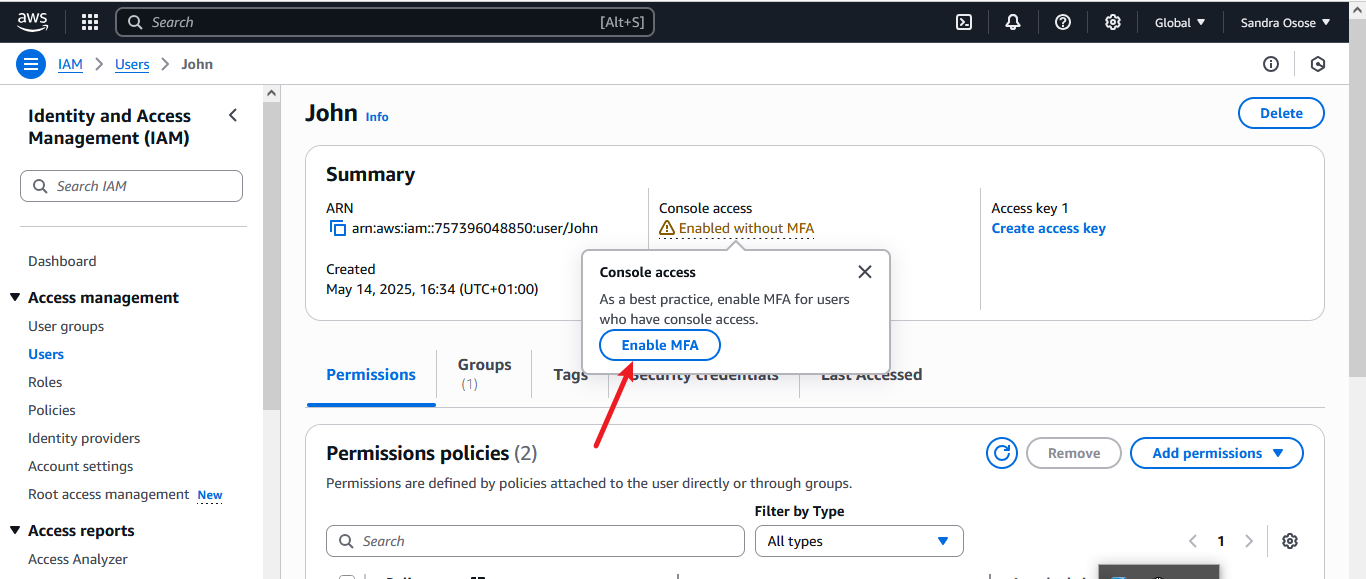 aws
Search
[Alt+S]
Global
Sandra Osose
IAM
Users
John
Identity and Access
Management (IAM)
Search IAM
Dashboard
Access management
User groups
Users
Roles
Policies
Identity providers
Account settings
Root access management New
Access reports
Access Analyzer
John Info
Delete
Summary
ARN
arn:aws:iam::757396048850:user/John
Created
May 14, 2025, 16:34 (UTC+01:00)
Console access
Enabled without MFA
Access key 1
Create access key
Console access
As a best practice, enable MFA for users
who have console access.
Enable MFA
Permissions
Groups
(1)
Tags
Security credentials
Last Accessed
Permissions policies (2)
Remove
Add permissions
Permissions are defined by policies attached to the user directly or through groups.
Filter by Type
Search
All types
1